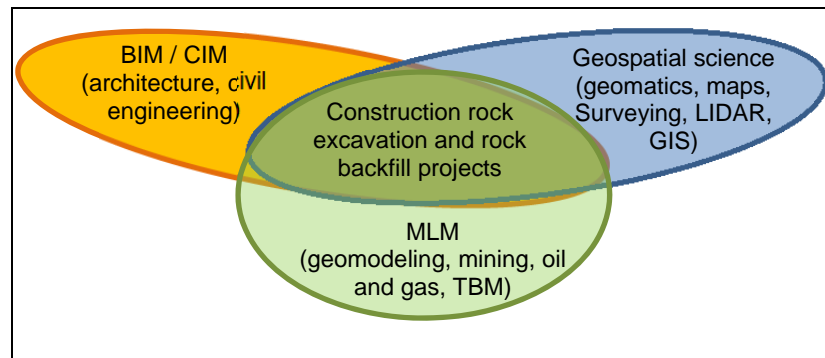 BIM / CIM
(architecture, civil
engineering)
Geospatial science
(geomatics, maps,
Surveying, LIDAR,
GIS)
Construction rock
excavation and rock
backfill projects
MLM
(geomodeling, mining, oil
and gas, TBM)